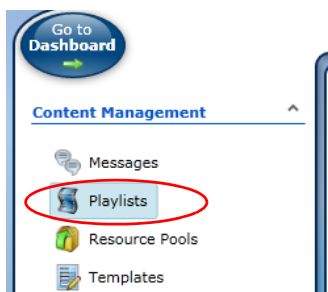 Go to
Dashboard
Content Management
Messages
Playlists
Resource Pools
Templates